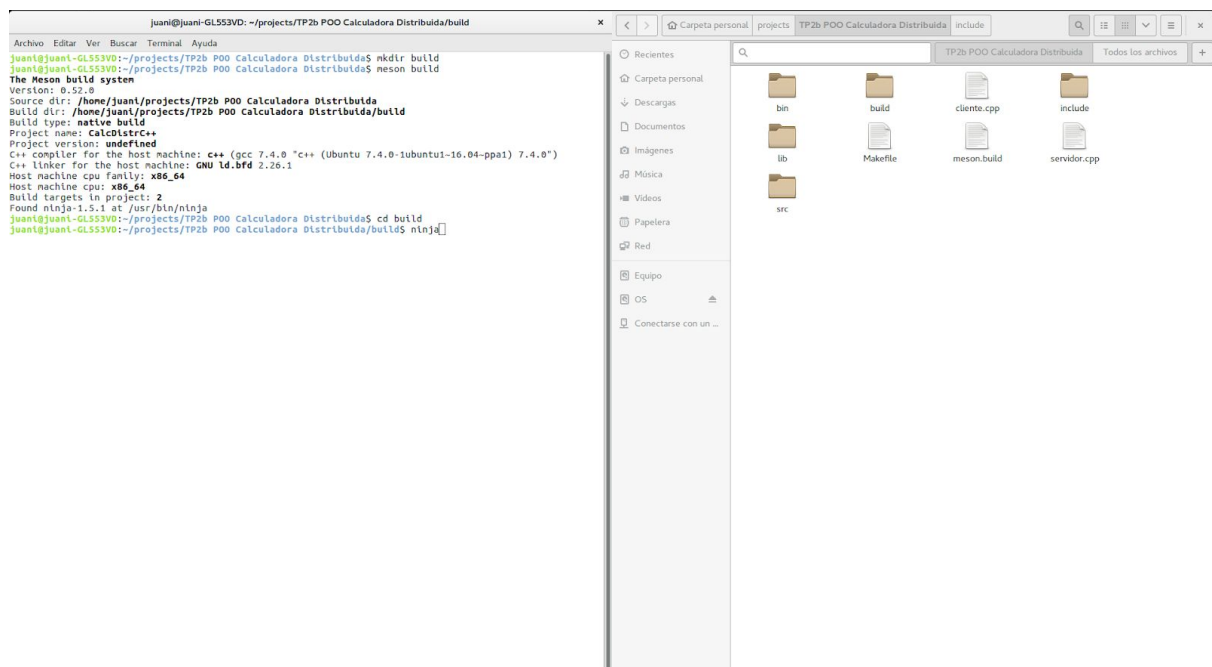 juani@juani-GL553VD: ~/projects/TP2b POO Calculadora Distribuida/build
Archivo Editar Ver Buscar Terminal Ayuda
juani@juani-GL553VD:~/projects/TP2b POO Calculadora Distribuida$ mkdir build
juani@juani-GL553VD:~/projects/TP2b POO Calculadora Distribuida$ meson build
The Meson build system
Version: 0.52.0
Source dir: /home/juani/projects/TP2b POO Calculadora Distribuida
Build dir: /home/juani/projects/TP2b POO Calculadora Distribuida/build
Build type: native build
Project name: CalcDistrC++
Project version: undefined
C++ compiler for the host machine: c++ (gcc 7.4.0 "c++ (Ubuntu 7.4.0-1ubuntu1~16.04~ppa1) 7.4.0")
C++ linker for the host machine: GNU ld.bfd 2.26.1
Host machine cpu family: x86_64
Host machine cpu: x86_64
Build targets in project: 2
Found ninja-1.5.1 at /usr/bin/ninja
juani@juani-GL553VD:~/projects/TP2b POO Calculadora Distribuida$ cd build
juani@juani-GL553VD:~/projects/TP2b POO Calculadora Distribuida/build$ ninja
Carpeta personal projects TP2b POO Calculadora Distribuida include
Recientes
Carpeta personal
Descargas
Documentos
Imágenes
Música
Vídeos
Papelera
Red
Equipo
OS
Conectarse con un ...
TP2b POO Calculadora Distribuida Todos los archivos
bin build cliente.cpp include
lib Makefile meson.build servidor.cpp
src